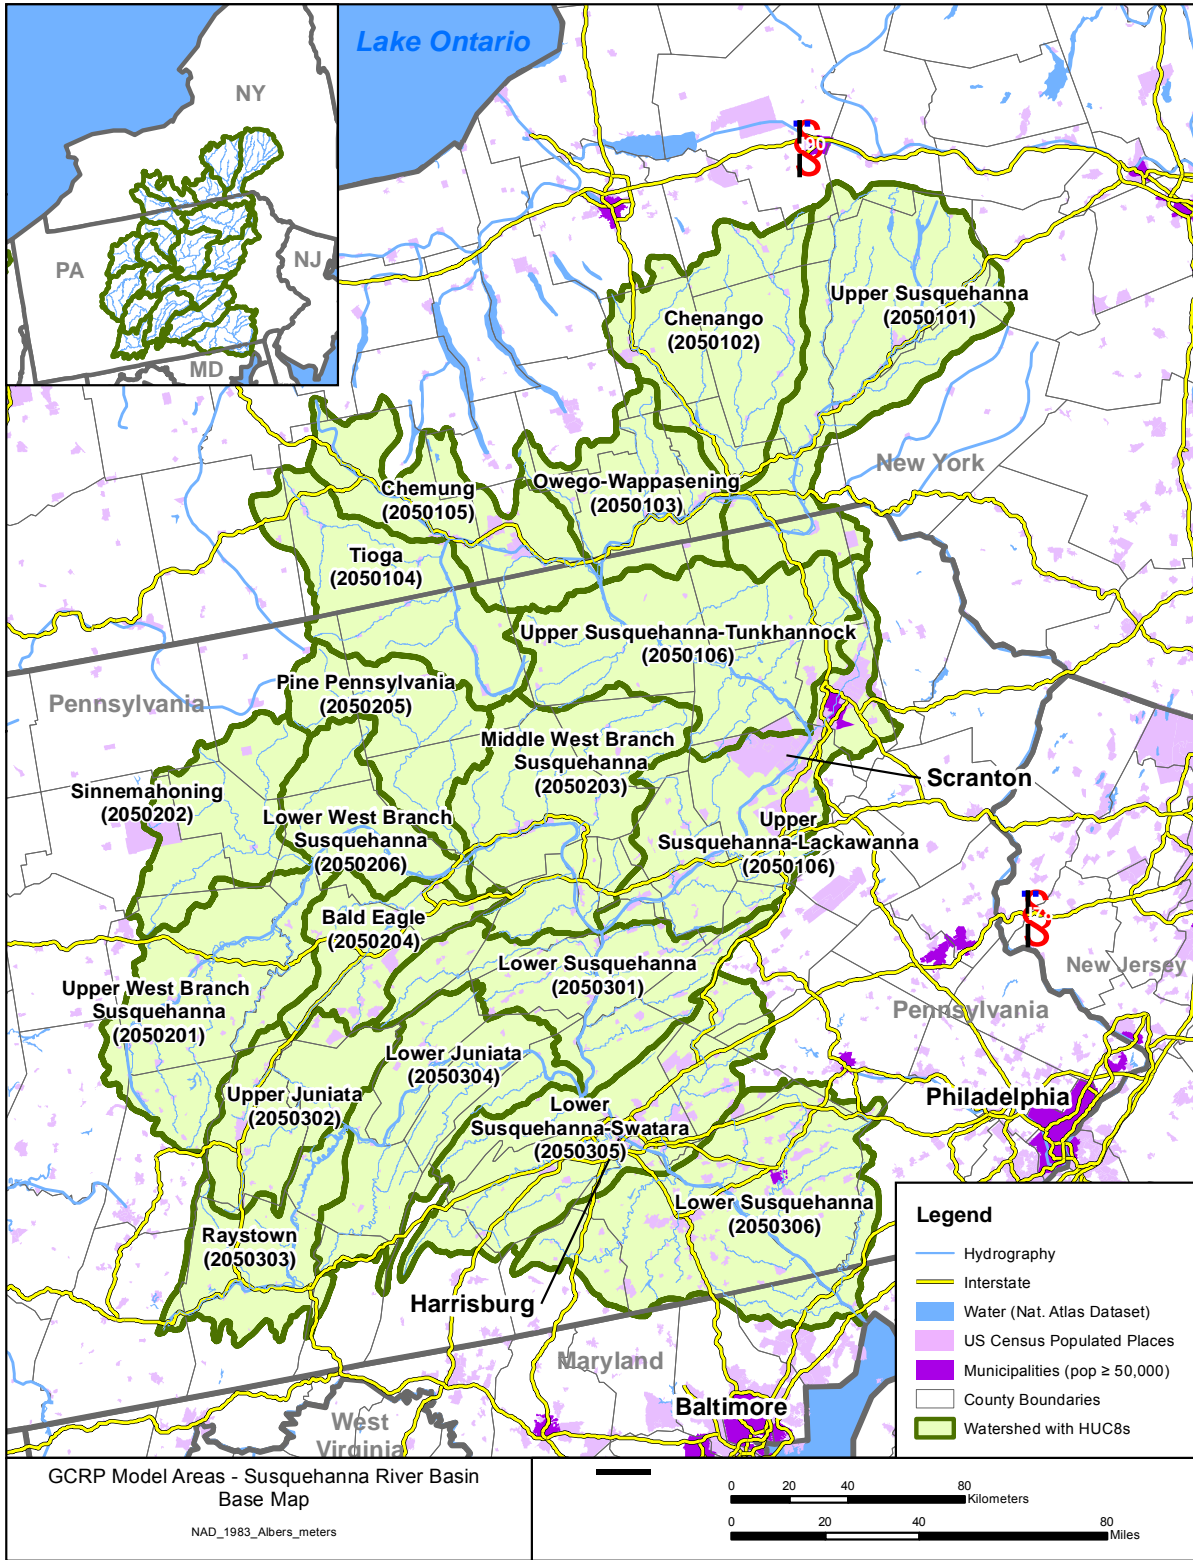 Lake Ontario
NY
PA
NJ
MD
90
Upper Susquehanna
(2050101)
Chenango
(2050102)
New York
Owego-Wappasening
(2050103)
Chemung
(2050105)
Tioga
(2050104)
Upper Susquehanna-Tunkhannock
(2050106)
Pine Pennsylvania
(2050205)
Pennsylvania
Middle West Branch
Susquehanna
(2050203)
Scranton
Sinnemahoning
(2050202)
Lower West Branch
Susquehanna
(2050206)
Upper
Susquehanna-Lackawanna
(2050106)
Bald Eagle
(2050204)
Lower Susquehanna
(2050301)
New Jersey
Pennsylvania
Upper West Branch
Susquehanna
(2050201)
Lower Juniata
(2050304)
Upper Juniata
(2050302)
Lower
Susquehanna-Swatara
(2050305)
Philadelphia
Lower Susquehanna
(2050306)
Raystown
(2050303)
Harrisburg
Maryland
Baltimore
West
Virginia
Legend
Hydrography
Interstate
Water (Nat. Atlas Dataset)
US Census Populated Places
Municipalities (pop ≥ 50,000)
County Boundaries
Watershed with HUC8s
GCRP Model Areas - Susquehanna River Basin
Base Map
NAD_1983_Albers_meters
0 20 40 80
Kilometers
0 20 40 80
Miles